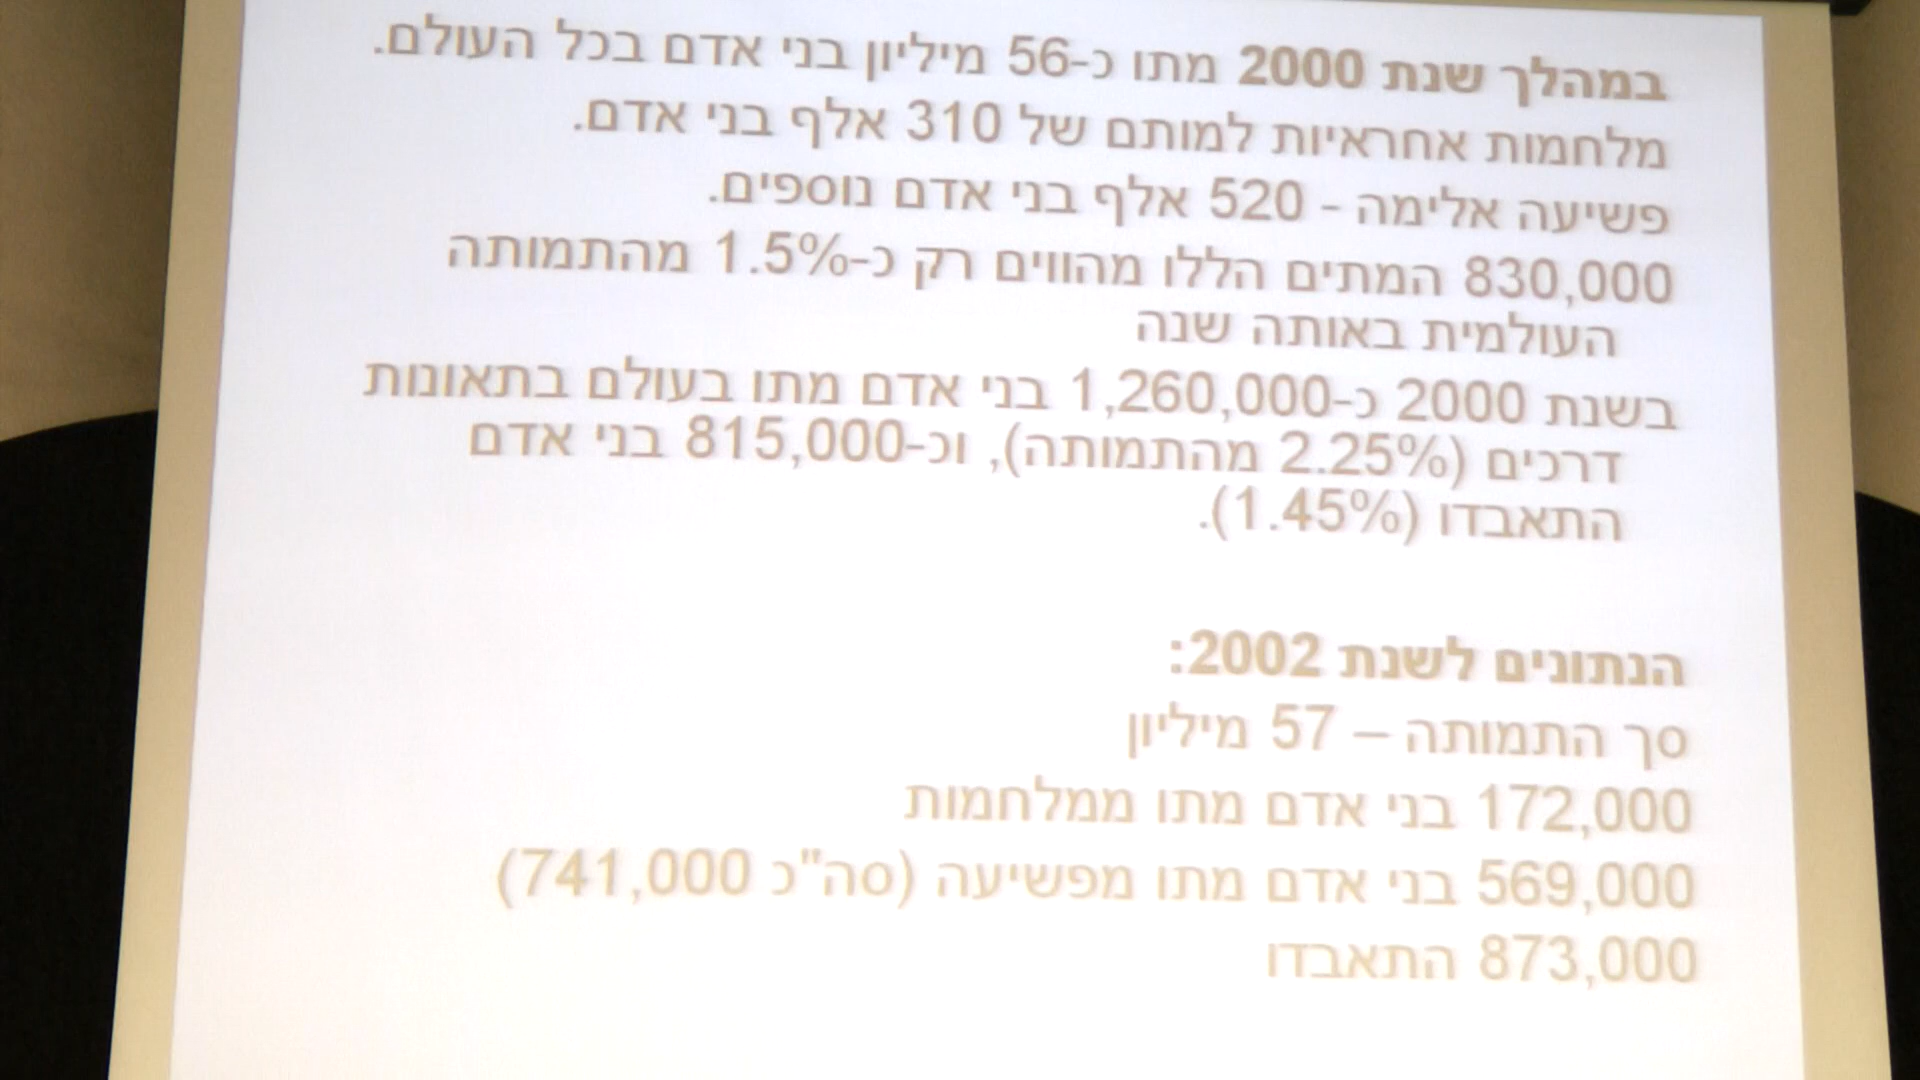 במהלך שנת 2000 מתו כ-56 מיליון בני אדם בכל העולם.
מלחמות אחראיות למותם של 310 אלף בני אדם.
פשיעה אלימה - 520 אלף בני אדם נוספים.
830,000 המתים הללו מהווים רק כ-1.5% מהתמותה
העולמית באותה שנה
בשנת 2000 כ-1,260,000 בני אדם מתו בעולם בתאונות
דרכים (2.25% מהתמותה), וכ-815,000 בני אדם
התאבדו (1.45%).
הנתונים לשנת 2002:
סך התמותה – 57 מיליון
172,000 בני אדם מתו ממלחמות
569,000 בני אדם מתו מפשיעה (סה"כ 741,000)
873,000 התאבדו